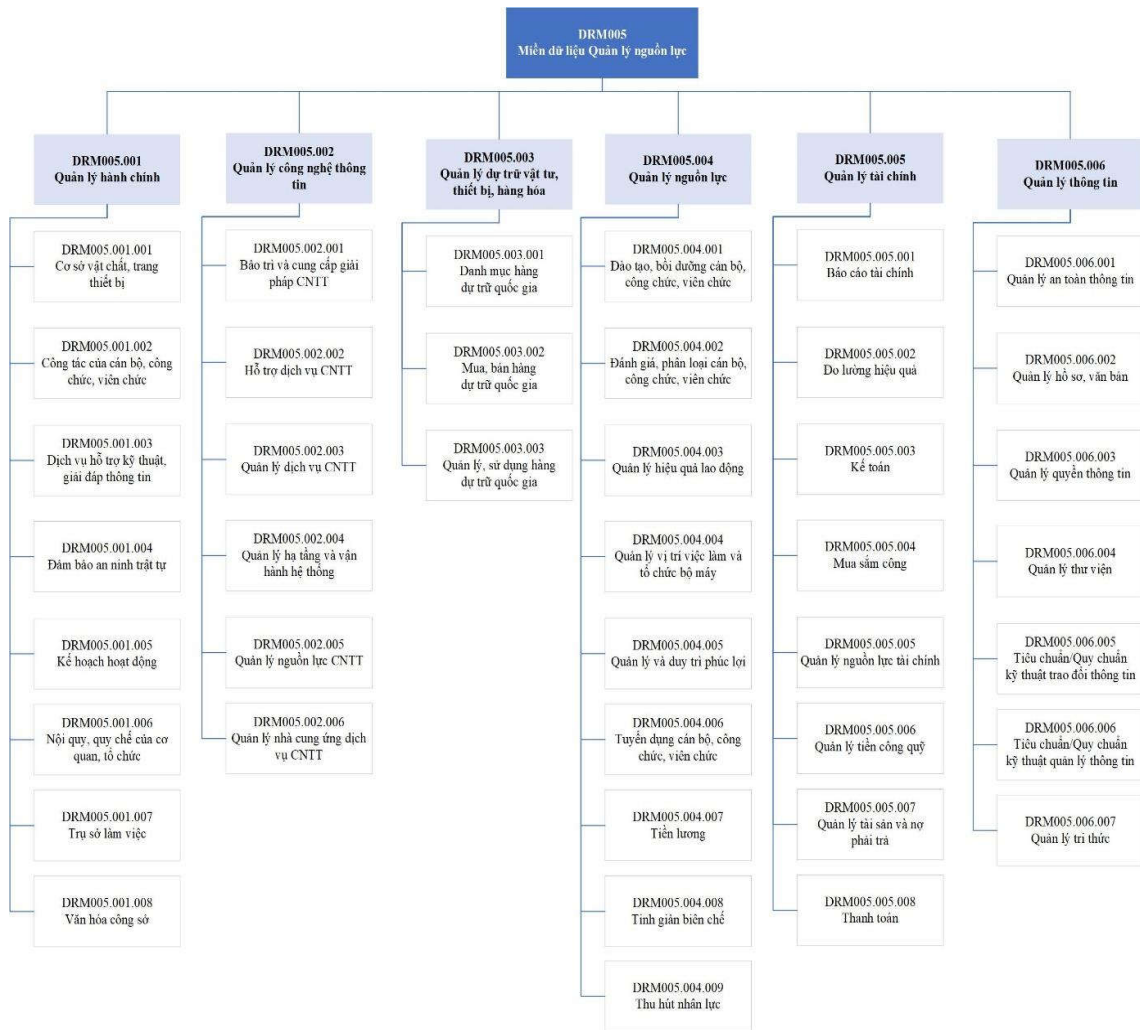 DRM005
Miền dữ liệu Quản lý nguồn lực
DRM005.001
Quản lý hành chính
DRM005.001.001
Cơ sở vật chất, trang
thiết bị
DRM005.001.002
Công tác của cán bộ, công
chức, viên chức
DRM005.001.003
Dịch vụ hỗ trợ kỹ thuật,
giải đáp thông tin
DRM005.001.004
Đảm bảo an ninh trật tự
DRM005.001.005
Kế hoạch hoạt động
DRM005.001.006
Nội quy, quy chế của cơ
quan, tổ chức
DRM005.001.007
Trụ sở làm việc
DRM005.001.008
Văn hóa công sở
DRM005.002
Quản lý công nghệ thông
tin
DRM005.002.001
Bảo trì và cung cấp giải
pháp CNTT
DRM005.002.002
Hỗ trợ dịch vụ CNTT
DRM005.002.003
Quản lý dịch vụ CNTT
DRM005.002.004
Quản lý hạ tầng và vận
hành hệ thống
DRM005.002.005
Quản lý nguồn lực CNTT
DRM005.002.006
Quản lý nhà cung ứng dịch
vụ CNTT
DRM005.003
Quản lý dự trữ vật tư,
thiết bị, hàng hóa
DRM005.003.001
Danh mục hàng
dự trữ quốc gia
DRM005.003.002
Mua, bán hàng
dự trữ quốc gia
DRM005.003.003
Quản lý, sử dụng hàng
dự trữ quốc gia
DRM005.004
Quản lý nguồn lực
DRM005.004.001
Đào tạo, bồi dưỡng cán bộ,
công chức, viên chức
DRM005.004.002
Đánh giá, phân loại cán bộ,
công chức, viên chức
DRM005.004.003
Quản lý hiệu quả lao động
DRM005.004.004
Quản lý vị trí việc làm và
tổ chức bộ máy
DRM005.004.005
Quản lý và duy trì phúc lợi
DRM005.004.06
Tuyển dụng cán bộ, công
chức, viên chức
DRM005.004.007
Tiền lương
DRM005.004.008
Tinh giản biên chế
DRM005.004.009
Thu hút nhân lực
DRM005.005
Quản lý tài chính
DRM005.005.01
Báo cáo tài chính
DRM005.005.002
Đo lường hiệu quả
DRM005.005.003
Kế toán
DRM005.005.004
Mua sắm công
DRM005.005.005
Quản lý nguồn lực tài chính
DRM005.005.006
Quản lý tiền công quỹ
DRM005.005.007
Quản lý tài sản và nợ
phải trả
DRM005.005.008
Thanh toán
DRM005.006
Quản lý thông tin
DRM005.006.001
Quản lý an toàn thông tin
DRM005.006.002
Quản lý hồ sơ, văn bản
DRM005.006.003
Quản lý quyền thông tin
DRM005.006.004
Quản lý thư viện
DRM005.006.005
Tiêu chuẩn/Quy chuẩn
kỹ thuật trao đổi thông tin
DRM005.006.006
Tiêu chuẩn/Quy chuẩn
kỹ thuật quản lý thông tin
DRM005.006.007
Quản lý tri thức